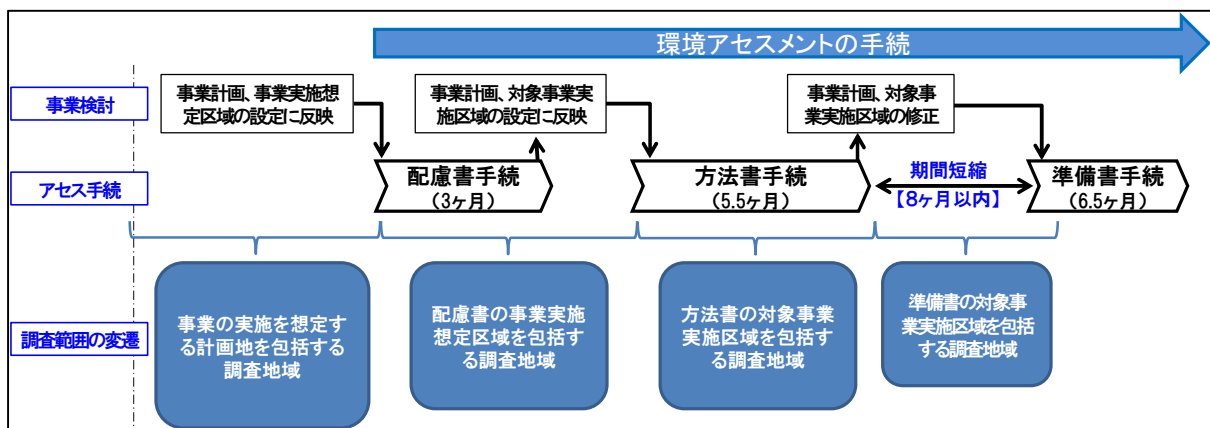 環境アセスメントの手続
事業検討
事業計画、事業実施想
定区域の設定に反映
事業計画、対象事業実
施区域の設定に反映
事業計画、対象事
業実施区域の修正
アセス手続
配慮書手続
（3ヶ月）
方法書手続
（5.5ヶ月）
期間短縮
【8ヶ月以内】
準備書手続
（6.5ヶ月）
調査範囲の変遷
事業の実施を想定す
る計画地を包括する
調査地域
配慮書の事業実施
想定区域を包括す
る調査地域
方法書の対象事業
実施区域を包括す
る調査地域
準備書の対象事
業実施区域を包括
する調査地域